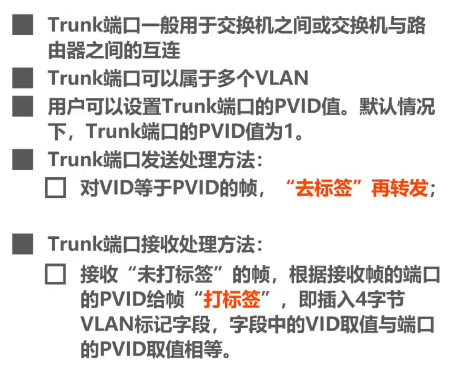 Trunk端口一般用于交换机之间或交换机与路
由器之间的互连
Trunk端口可以属于多个VLAN
用户可以设置Trunk端口的PVID值。默认情况
下，Trunk端口的PVID值为1。
Trunk端口发送处理方法：
对VID等于PVID的帧，“去标签”再转发；
Trunk端口接收处理方法：
接收“未打标签”的帧，根据接收帧的端口
的PVID给帧“打标签”，即插入4字节
VLAN标记字段，字段中的VID取值与端口
的PVID取值相等。